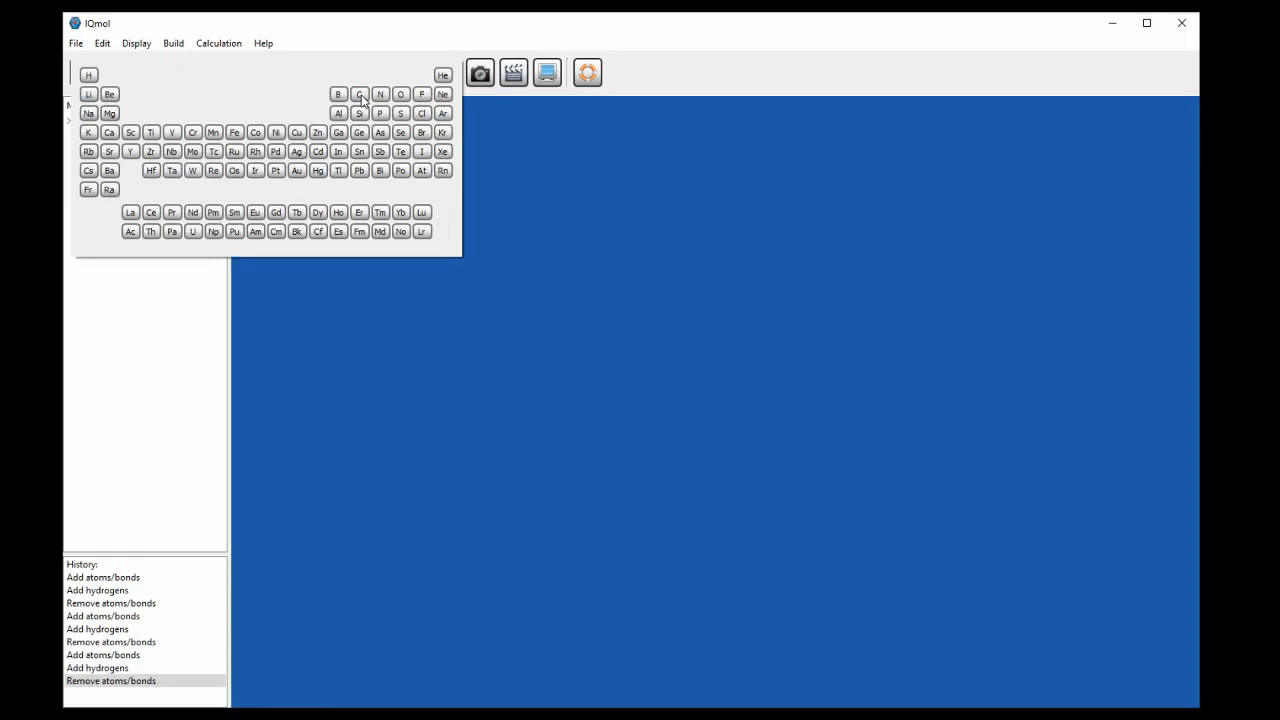 IQmol
File Edit Display Build Calculation Help
H He
Li Be B C N O F Ne
Na Mg Al Si P S Cl Ar
K Ca Sc Ti V Cr Mn Fe Co Ni Cu Zn Ga Ge As Se Br Kr
Rb Sr Y Zr Nb Mo Tc Ru Rh Pd Ag Cd In Sn Sb Te I Xe
Cs Ba Hf Ta W Re Os Ir Pt Au Hg Tl Pb Bi Po At Rn
Fr Ra
La Ce Pr Nd Pm Sm Eu Gd Tb Dy Ho Er Tm Yb Lu
Ac Th Pa U Np Pu Am Cm Bk Cf Es Fm Md No Lr
History:
Add atoms/bonds
Add hydrogens
Remove atoms/bonds
Add atoms/bonds
Add hydrogens
Remove atoms/bonds
Add atoms/bonds
Add hydrogens
Remove atoms/bonds